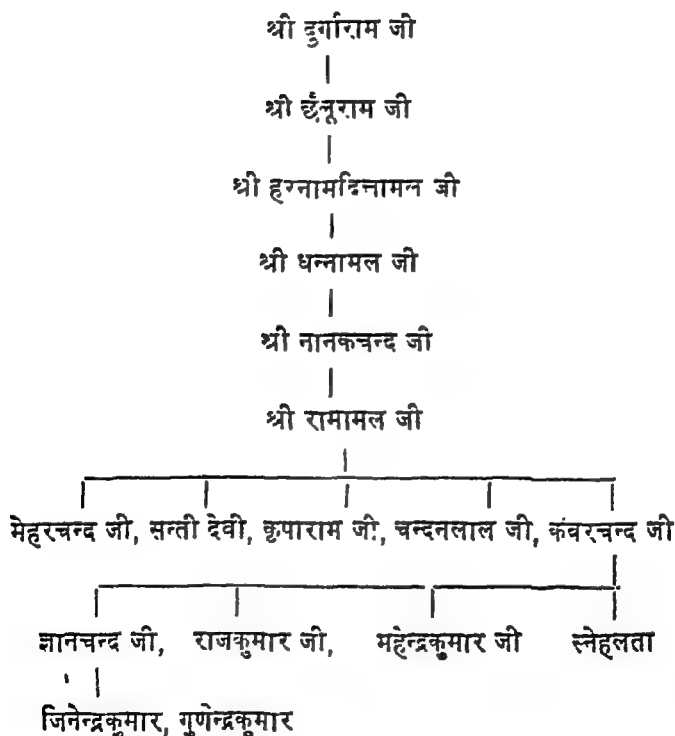 श्री दुर्गाराम जी
श्री छैलूराम जी
श्री हरनामदित्तामल जी
श्री धन्नामल जी
श्री नानकचन्द जी
श्री रामामल जी
मेहरचन्द जी, सन्ती देवी, कृपाराम जी, चन्दनलाल जी, कंवरचन्द जी
ज्ञानचन्द जी, राजकुमार जी, महेन्द्रकुमार जी स्नेहलता
जिनेन्द्रकुमार, गुणेन्द्रकुमार